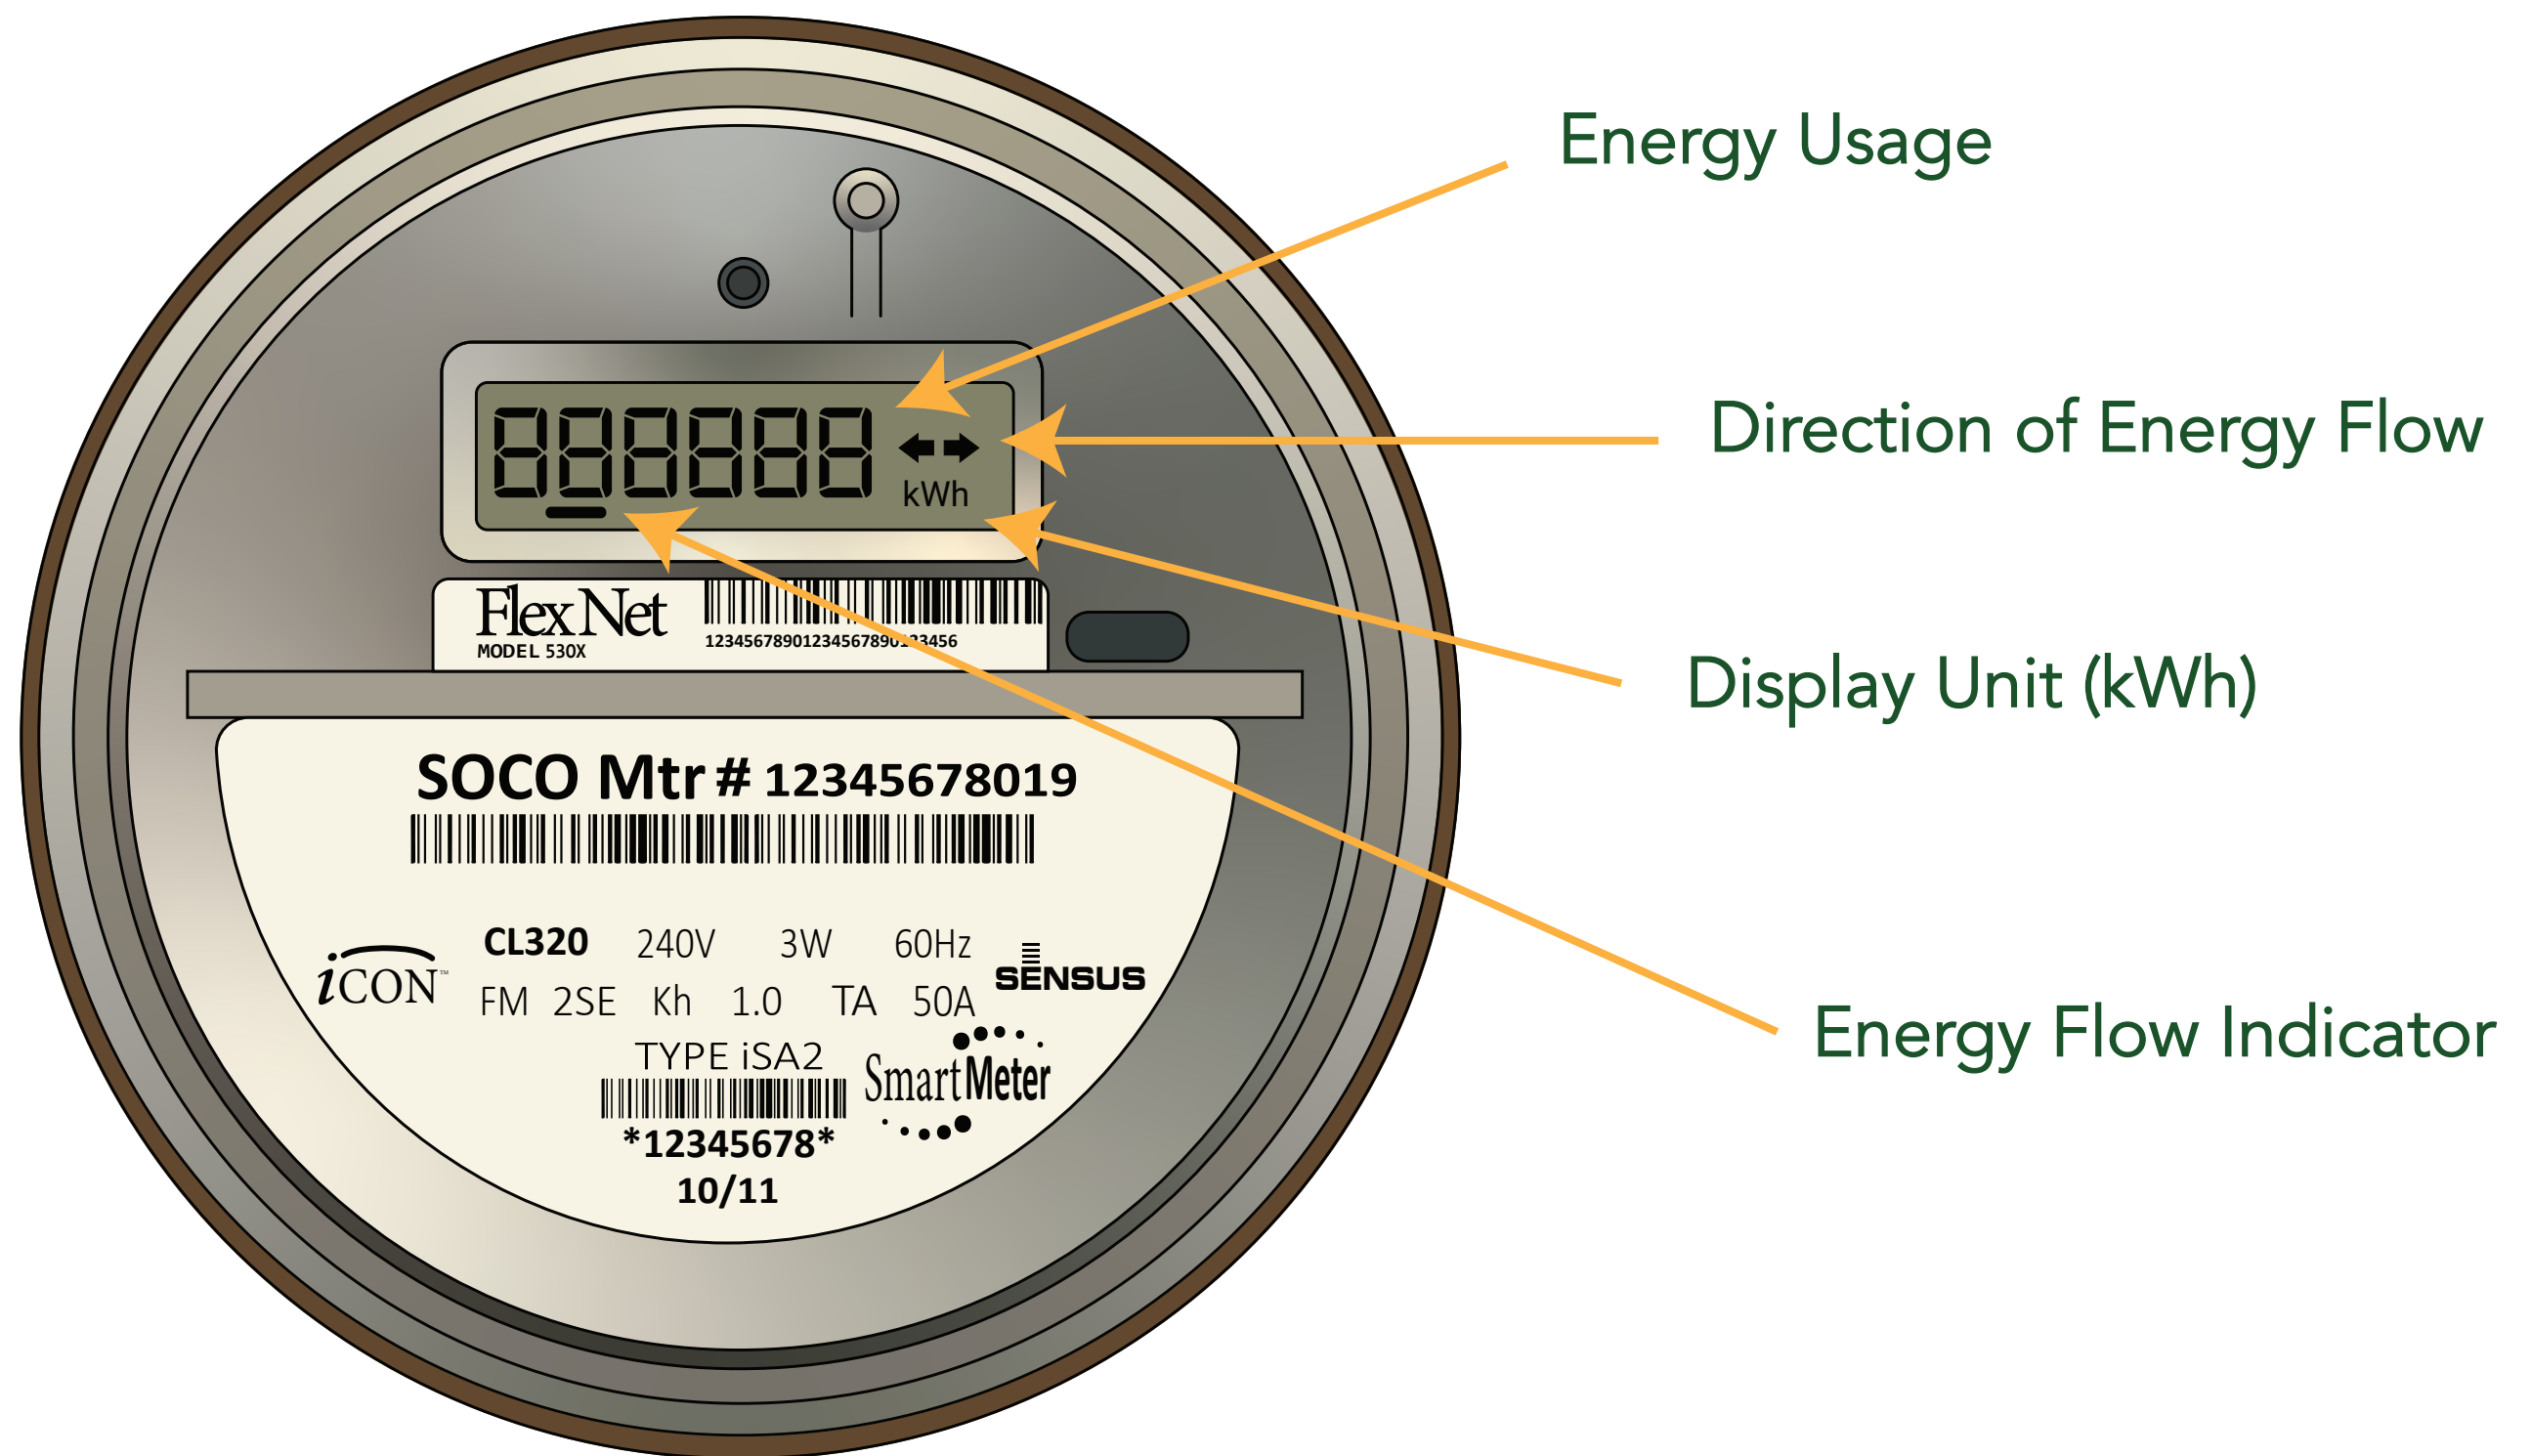 Energy Usage
888888
Direction of Energy Flow
kWh
FlexNet
MODEL 530X
12345678901234567890123456
Display Unit (kWh)
SOCO Mtr # 12345678019
CL320 240V 3W 60Hz
iCON™
SENSUS
FM 2SE Kh 1.0 TA 50A
Energy Flow Indicator
TYPE iSA2
SmartMeter
*12345678*
10/11